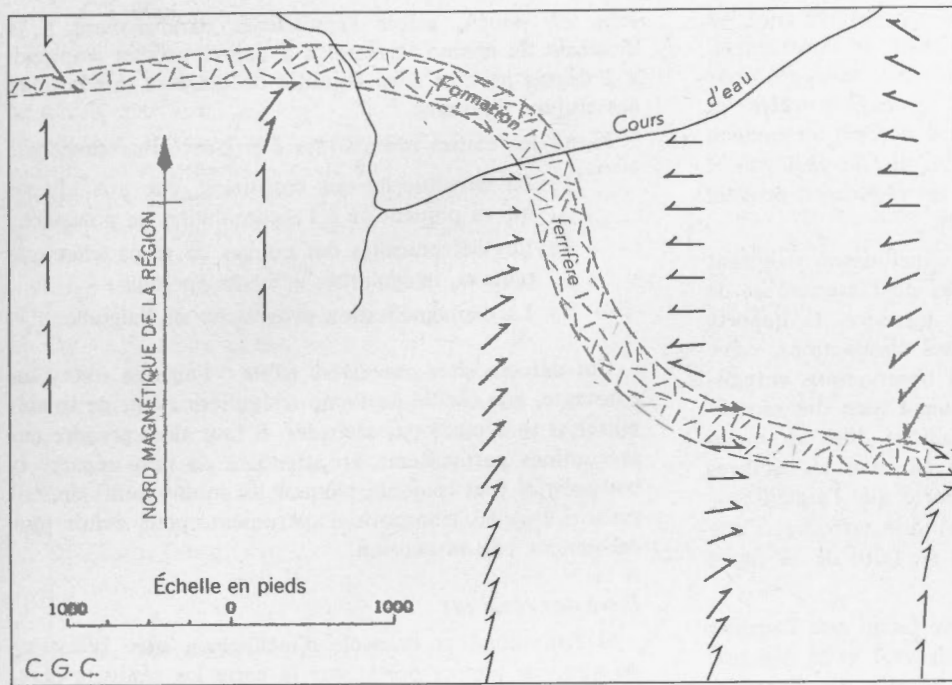 Formation
Cours d'eau
ferrifère
NORD MAGNÉTIQUE DE LA RÉGION
Échelle en pieds
1000 0 1000
C.G.C.